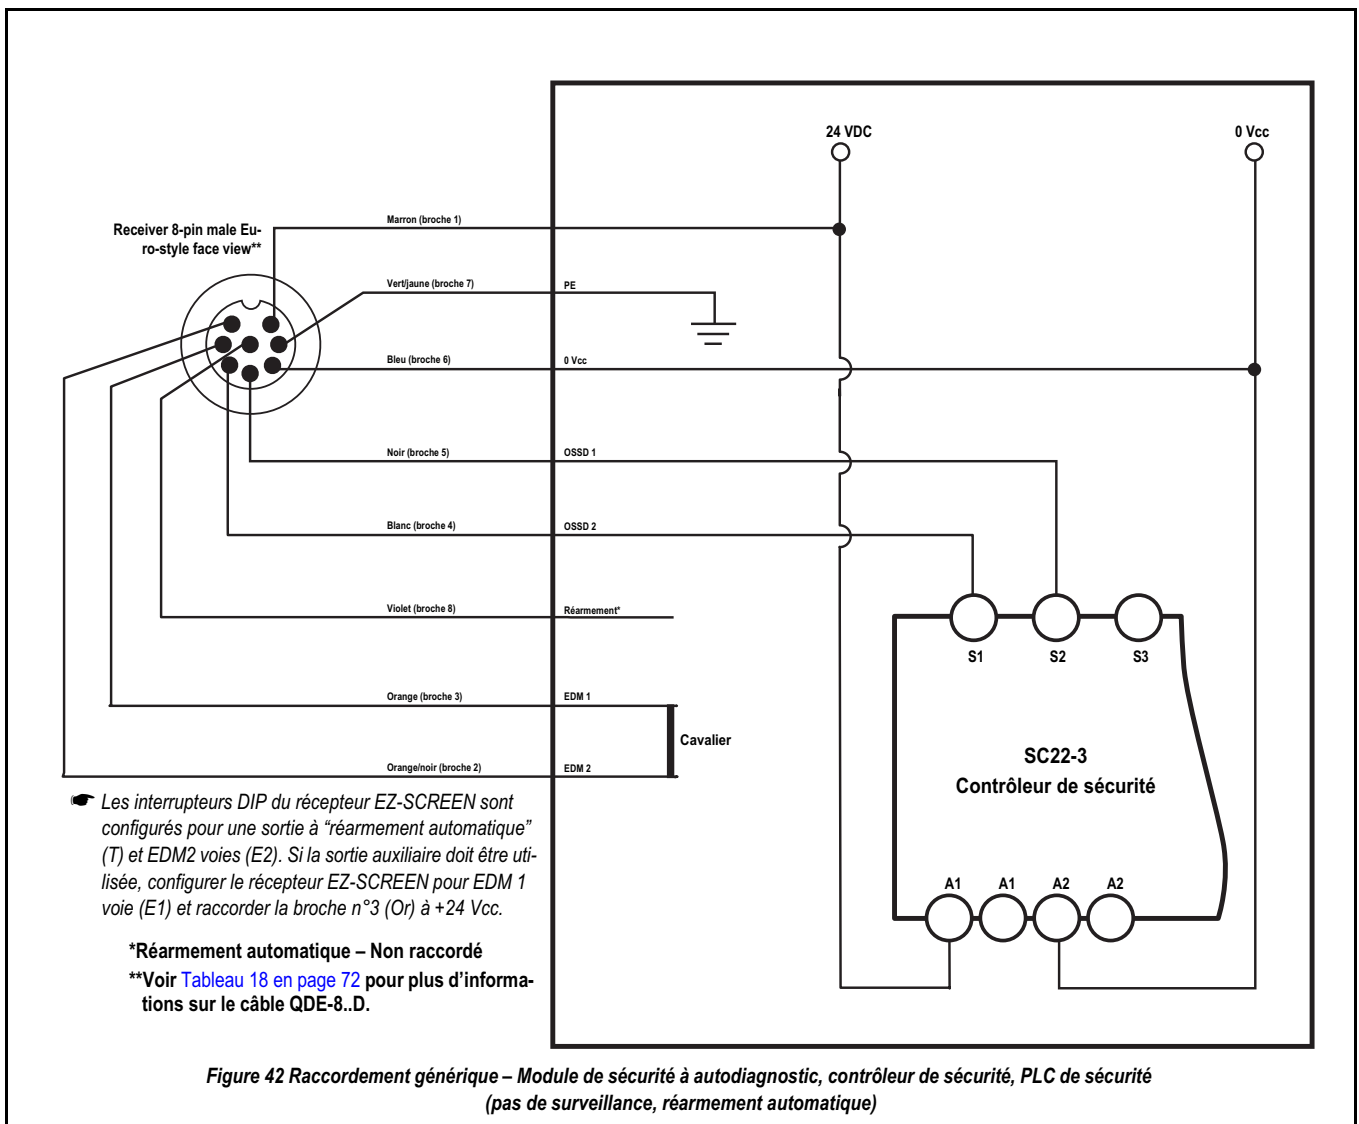 24 VDC
0 Vcc
Receiver 8-pin male Eu-
ro-style face view**
Marron (broche 1)
Vert/jaune (broche 7)
PE
Bleu (broche 6)
0 Vcc
Noir (broche 5)
OSSD 1
Blanc (broche 4)
OSSD 2
Violet (broche 8)
Réarmement*
S1
S2
S3
Orange (broche 3)
EDM 1
Cavalier
Orange/noir (broche 2)
EDM 2
SC22-3
Contrôleur de sécurité
A1
A1
A2
A2
☛ Les interrupteurs DIP du récepteur EZ-SCREEN sont
configurés pour une sortie à “réarmement automatique”
(T) et EDM2 voies (E2). Si la sortie auxiliaire doit être uti-
lisée, configurer le récepteur EZ-SCREEN pour EDM 1
voie (E1) et raccorder la broche n°3 (Or) à +24 Vcc.
*Réarmement automatique – Non raccordé
**Voir Tableau 18 en page 72 pour plus d’informa-
tions sur le câble QDE-8..D.
Figure 42 Raccordement générique – Module de sécurité à autodiagnostic, contrôleur de sécurité, PLC de sécurité
(pas de surveillance, réarmement automatique)